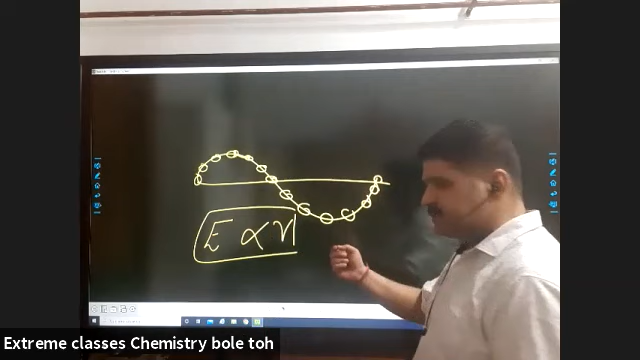 E ∝ ν
Extreme classes Chemistry bole toh